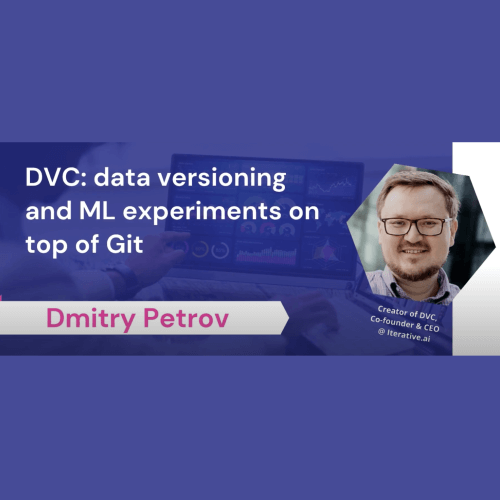 DVC: data versioning
and ML experiments on
top of Git
Dmitry Petrov
Creator of DVC,
Co-founder & CEO
@ Iterative.ai